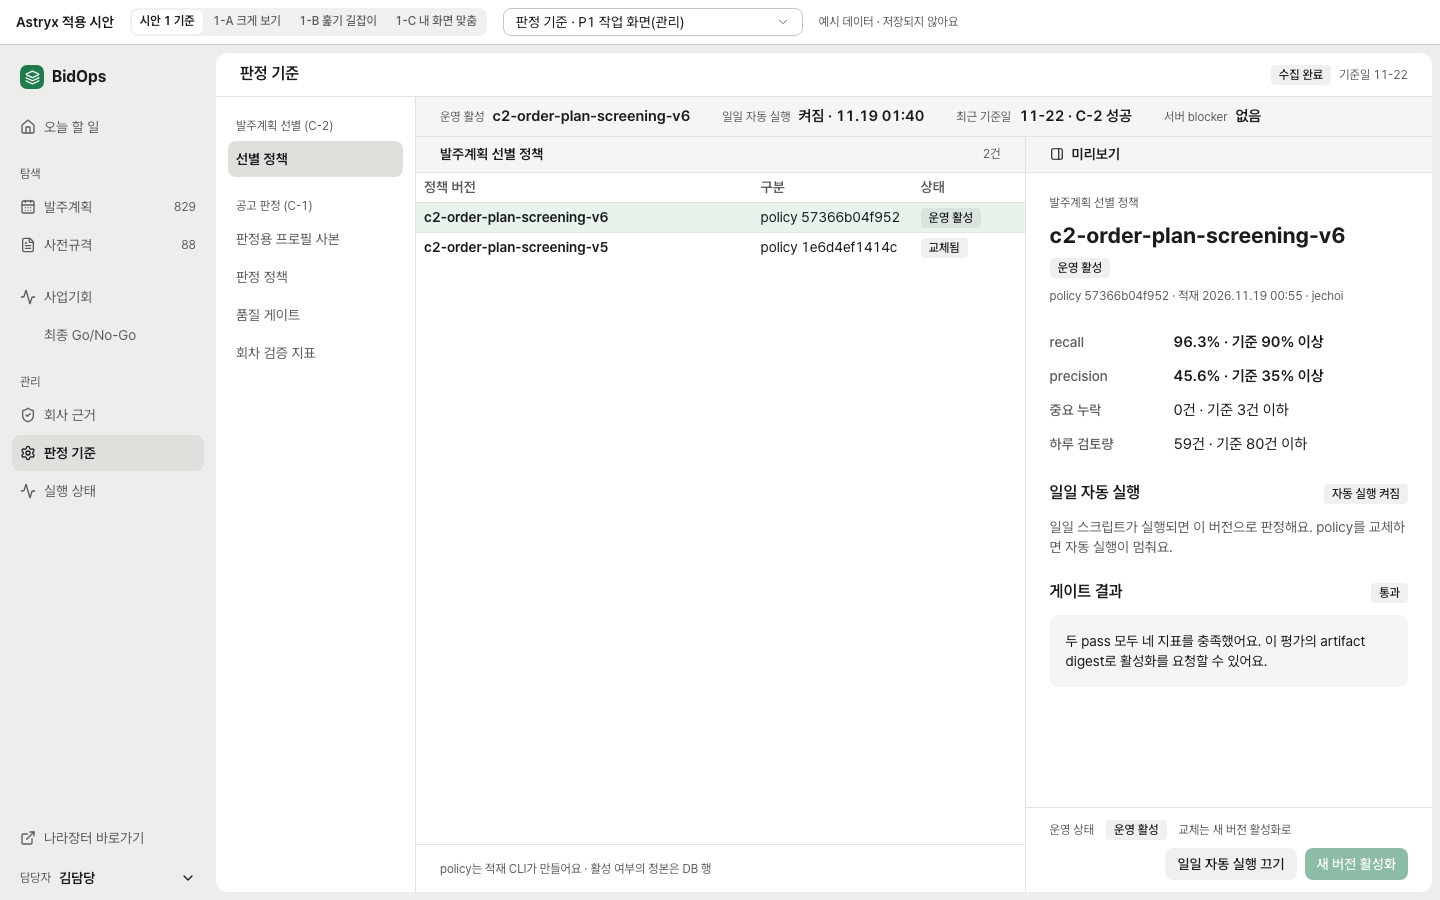 Astryx 적용 시안
시안 1 기준
1-A 크게 보기
1-B 훑기 길잡이
1-C 내 화면 맞춤
판정 기준 · P1 작업 화면(관리)
예시 데이터 · 저장되지 않아요
BidOps
오늘 할 일
탐색
발주계획 829
사전규격 88
사업기회
최종 Go/No-Go
관리
회사 근거
판정 기준
실행 상태
나라장터 바로가기
담당자 김담당
판정 기준
수집 완료 기준일 11-22
발주계획 선별 (C-2)
선별 정책
공고 판정 (C-1)
판정용 프로필 사본
판정 정책
품질 게이트
회차 검증 지표
운영 활성 c2-order-plan-screening-v6
일일 자동 실행 켜짐 · 11.19 01:40
최근 기준일 11-22 · C-2 성공
서버 blocker 없음
발주계획 선별 정책 2건
정책 버전 구분 상태
c2-order-plan-screening-v6 policy 57366b04f952 운영 활성
c2-order-plan-screening-v5 policy 1e6d4ef1414c 교체됨
policy는 적재 CLI가 만들어요 · 활성 여부의 정본은 DB 행
미리보기
발주계획 선별 정책
c2-order-plan-screening-v6
운영 활성
policy 57366b04f952 · 적재 2026.11.19 00:55 · jechoi
recall 96.3% · 기준 90% 이상
precision 45.6% · 기준 35% 이상
중요 누락 0건 · 기준 3건 이하
하루 검토량 59건 · 기준 80건 이하
일일 자동 실행 자동 실행 켜짐
일일 스크립트가 실행되면 이 버전으로 판정해요. policy를 교체하
면 자동 실행이 멈춰요.
게이트 결과 통과
두 pass 모두 네 지표를 충족했어요. 이 평가의 artifact
digest로 활성화를 요청할 수 있어요.
운영 상태 운영 활성 교체는 새 버전 활성화로
일일 자동 실행 끄기
새 버전 활성화